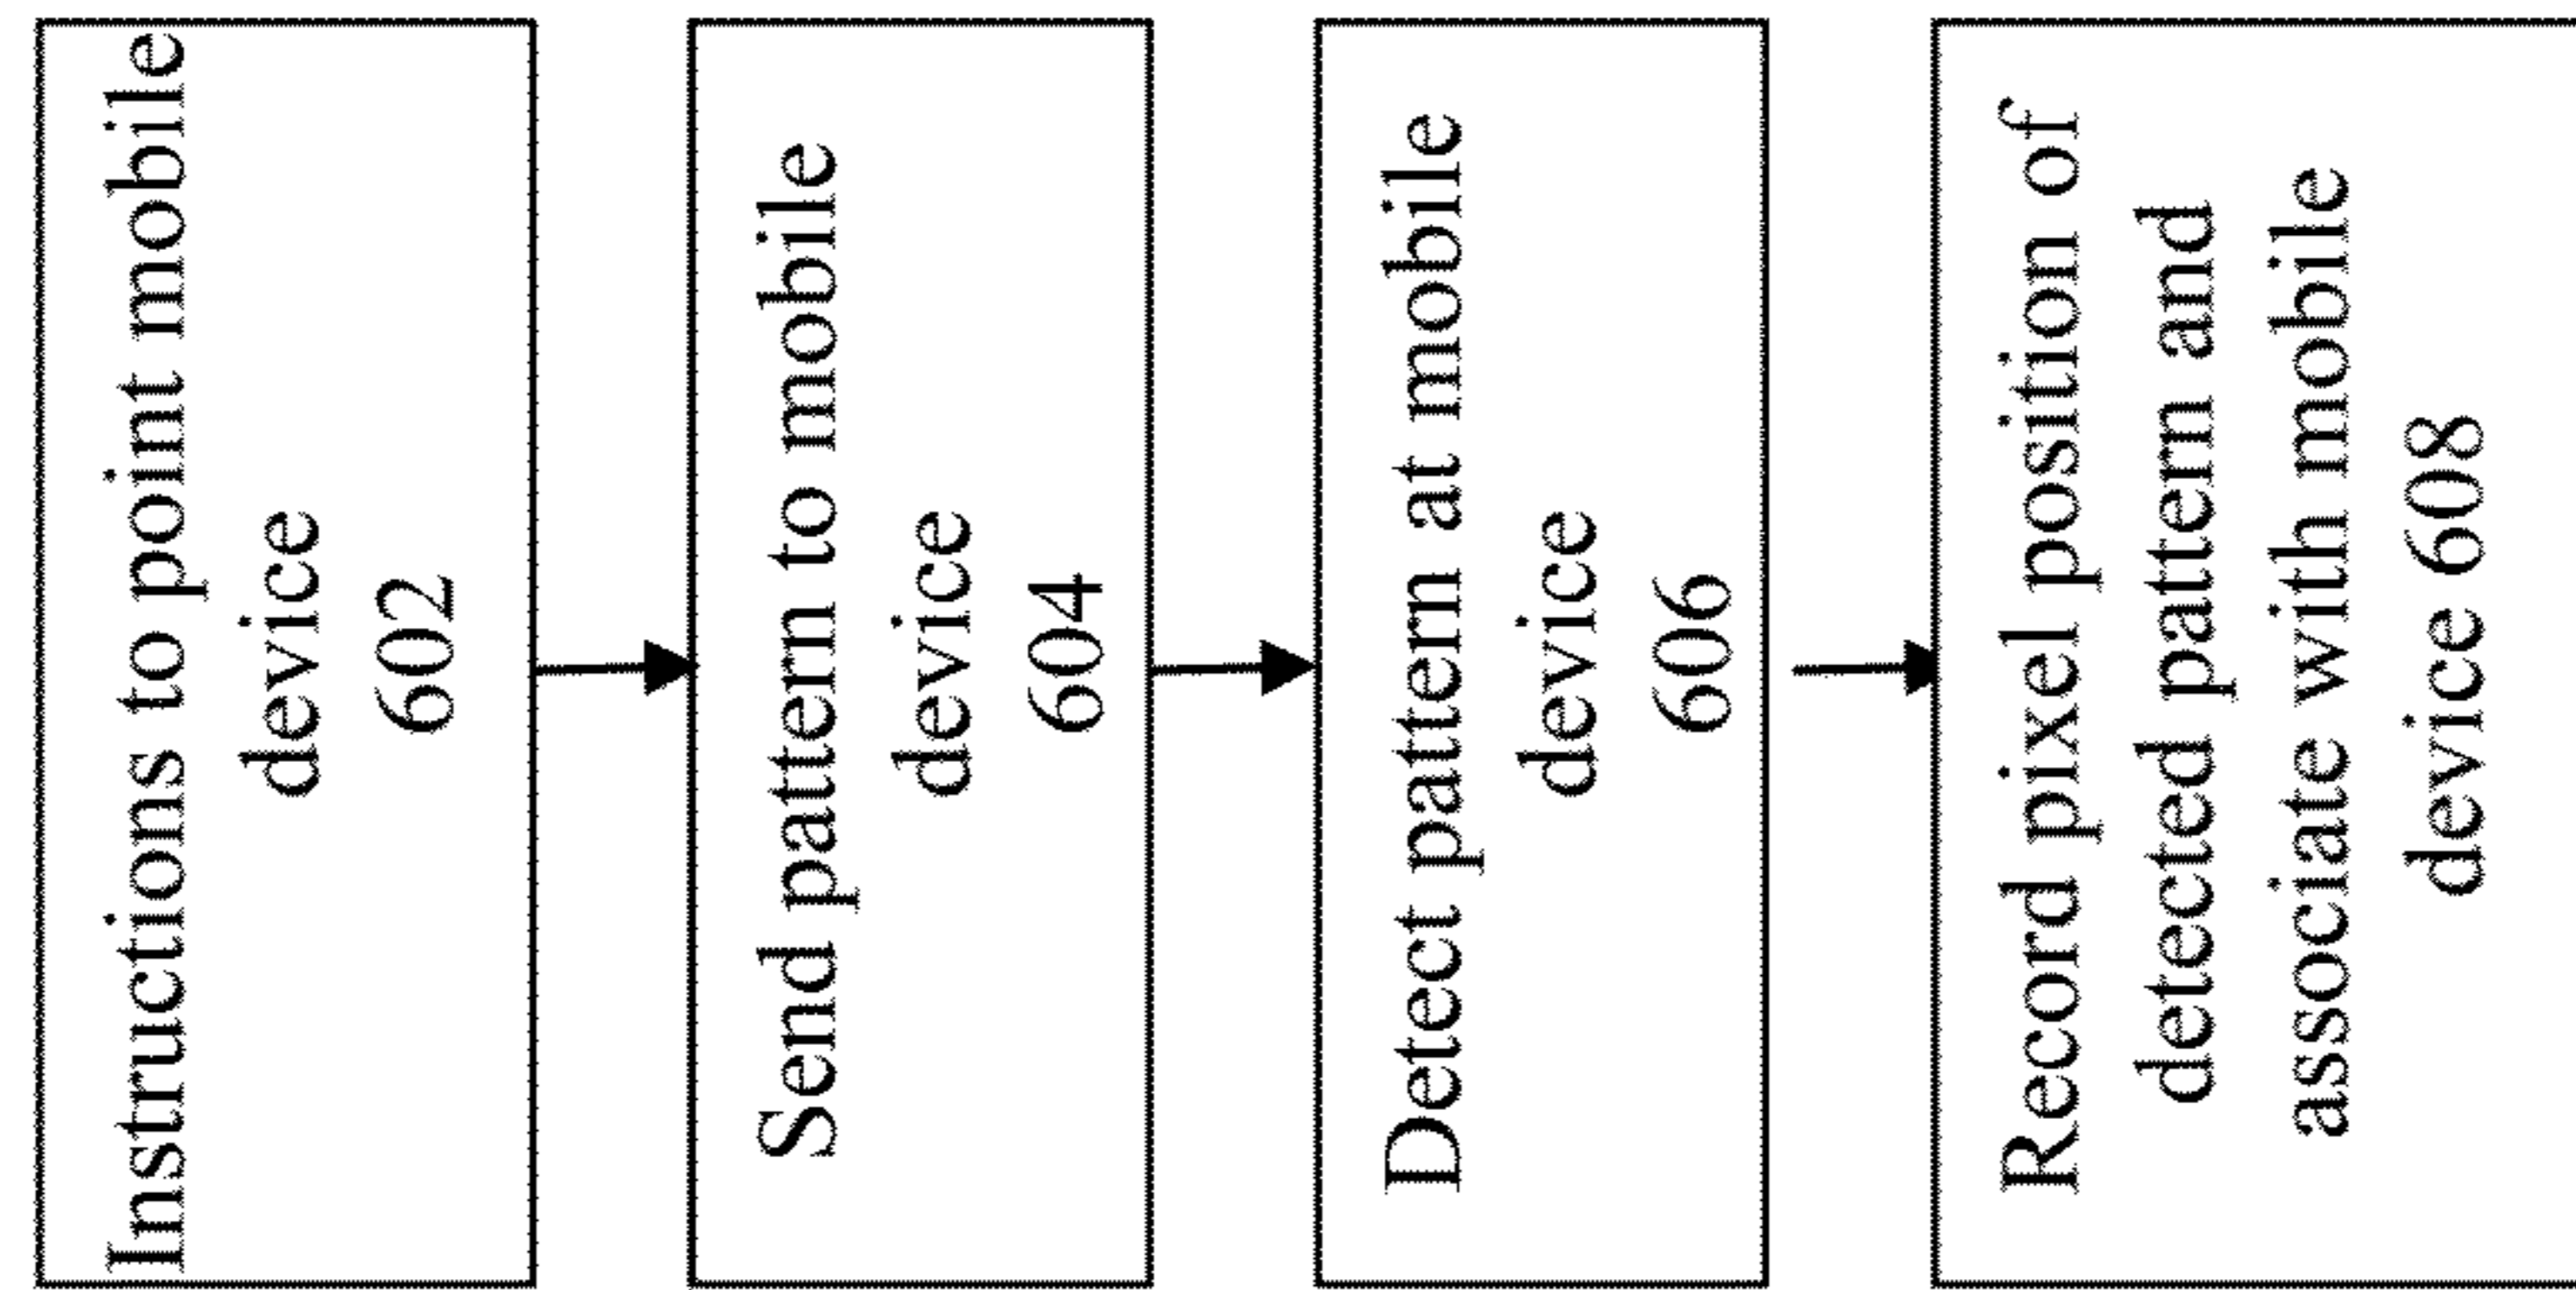 Instructions to point mobile
device
602
Send pattern to mobile
device
604
Detect pattern at mobile
device
606
Record pixel position of
detected pattern and
associate with mobile
device 608